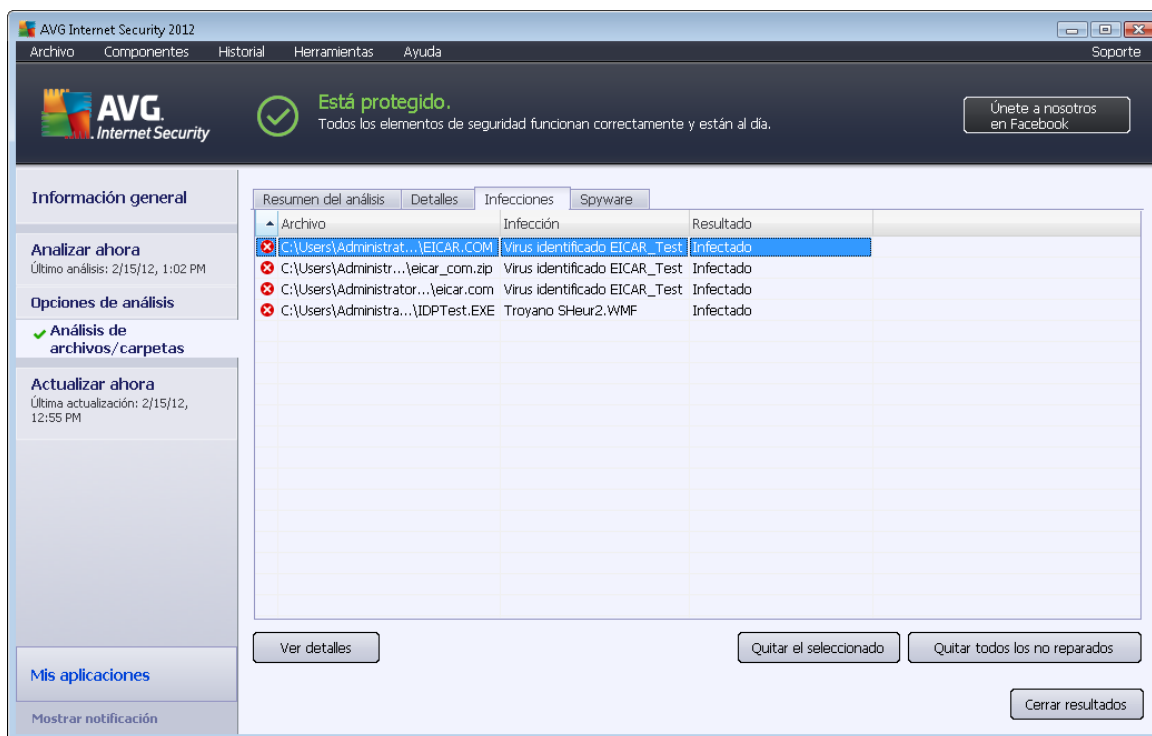 AVG Internet Security 2012
Archivo Componentes Historial Herramientas Ayuda Soporte
AVG.
Internet Security
Está protegido.
Todos los elementos de seguridad funcionan correctamente y están al día.
Únete a nosotros
en Facebook
Información general
Analizar ahora
Último análisis: 2/15/12, 1:02 PM
Opciones de análisis
Análisis de
archivos/carpetas
Actualizar ahora
Última actualización: 2/15/12,
12:55 PM
Mis aplicaciones
Mostrar notificación
Resumen del análisis Detalles Infecciones Spyware
Archivo Infección Resultado
C:\Users\Administrat...\EICAR.COM Virus identificado EICAR_Test Infectado
C:\Users\Administr...\eicar_com.zip Virus identificado EICAR_Test Infectado
C:\Users\Administrator...\eicar.com Virus identificado EICAR_Test Infectado
C:\Users\Administra...\IDPTest.EXE Troyano SHeur2.WMF Infectado
Ver detalles Quitar el seleccionado Quitar todos los no reparados
Cerrar resultados